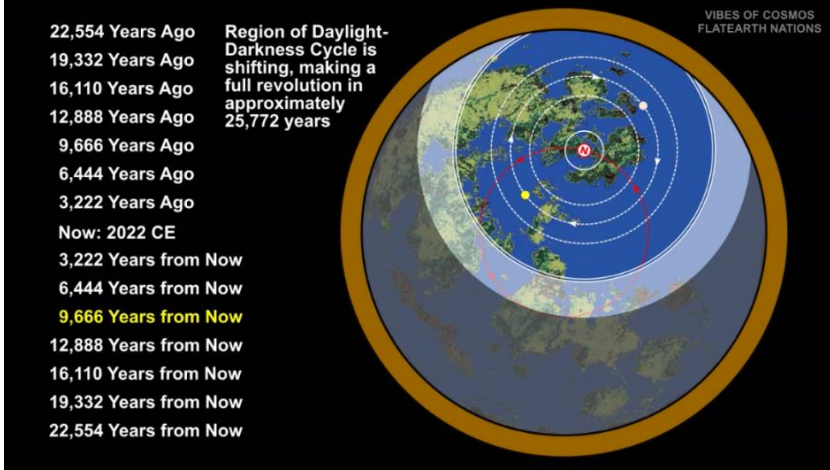 22,554 Years Ago
19,332 Years Ago
16,110 Years Ago
12,888 Years Ago
9,666 Years Ago
6,444 Years Ago
3,222 Years Ago
Now: 2022 CE
3,222 Years from Now
6,444 Years from Now
9,666 Years from Now
12,888 Years from Now
16,110 Years from Now
19,332 Years from Now
22,554 Years from Now
Region of Daylight-
Darkness Cycle is
shifting, making a
full revolution in
approximately
25,772 years
VIBES OF COSMOS
FLATEARTH NATIONS
N